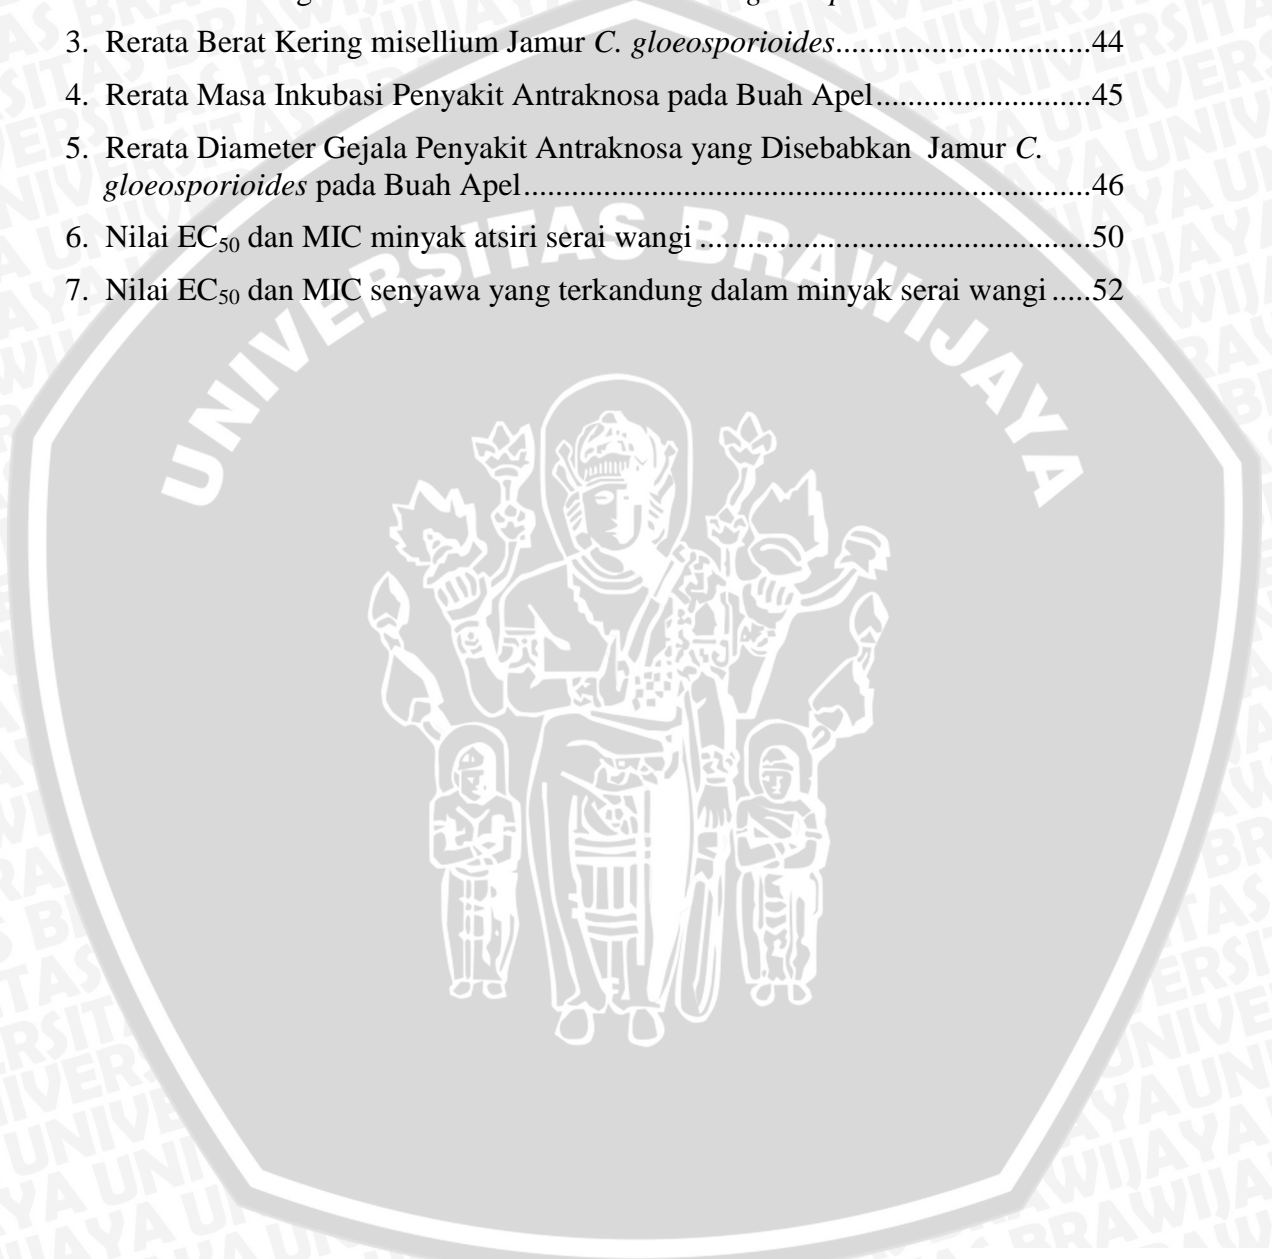 3. Rerata Berat Kering misellium Jamur C. gloeosporioides................................44
4. Rerata Masa Inkubasi Penyakit Antraknosa pada Buah Apel...........................45
5. Rerata Diameter Gejala Penyakit Antraknosa yang Disebabkan Jamur C.
gloeosporioides pada Buah Apel.......................................................................46
6. Nilai EC50 dan MIC minyak atsiri serai wangi.................................................50
7. Nilai EC50 dan MIC senyawa yang terkandung dalam minyak serai wangi.....52
UNIVERSITAS BRAWIJAYA